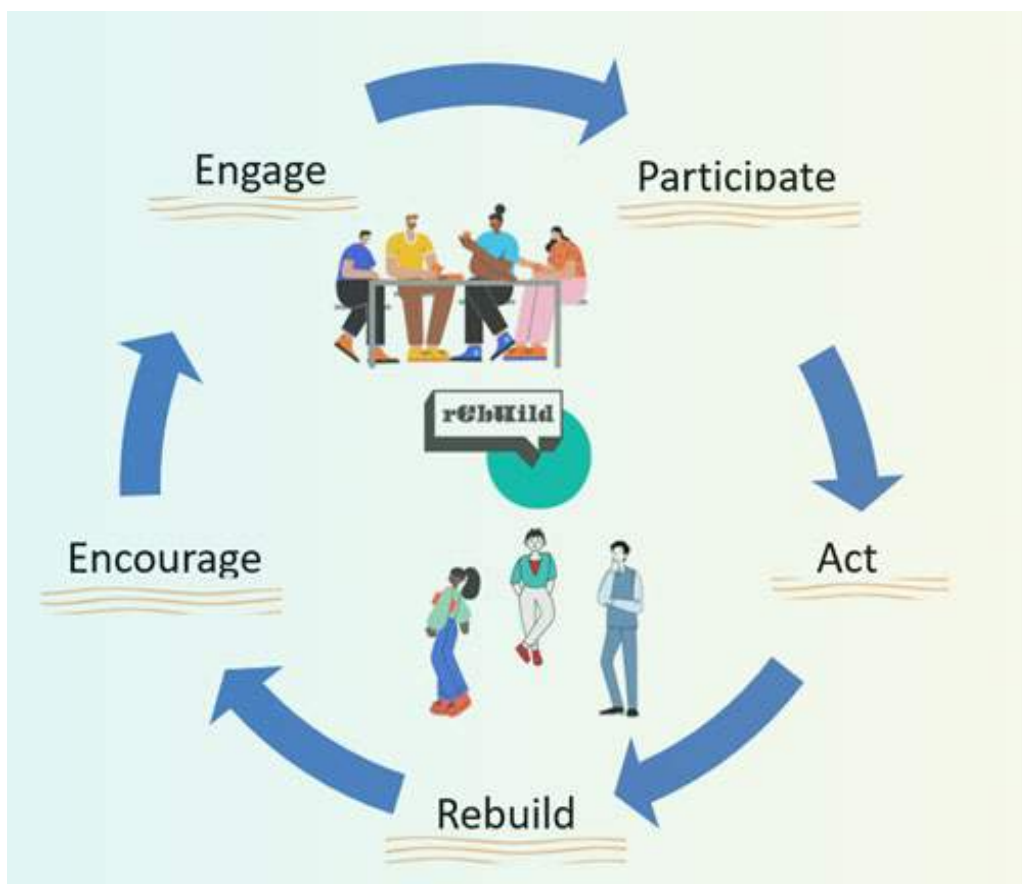 Engage
Participate
rebuild
Encourage
Act
Rebuild